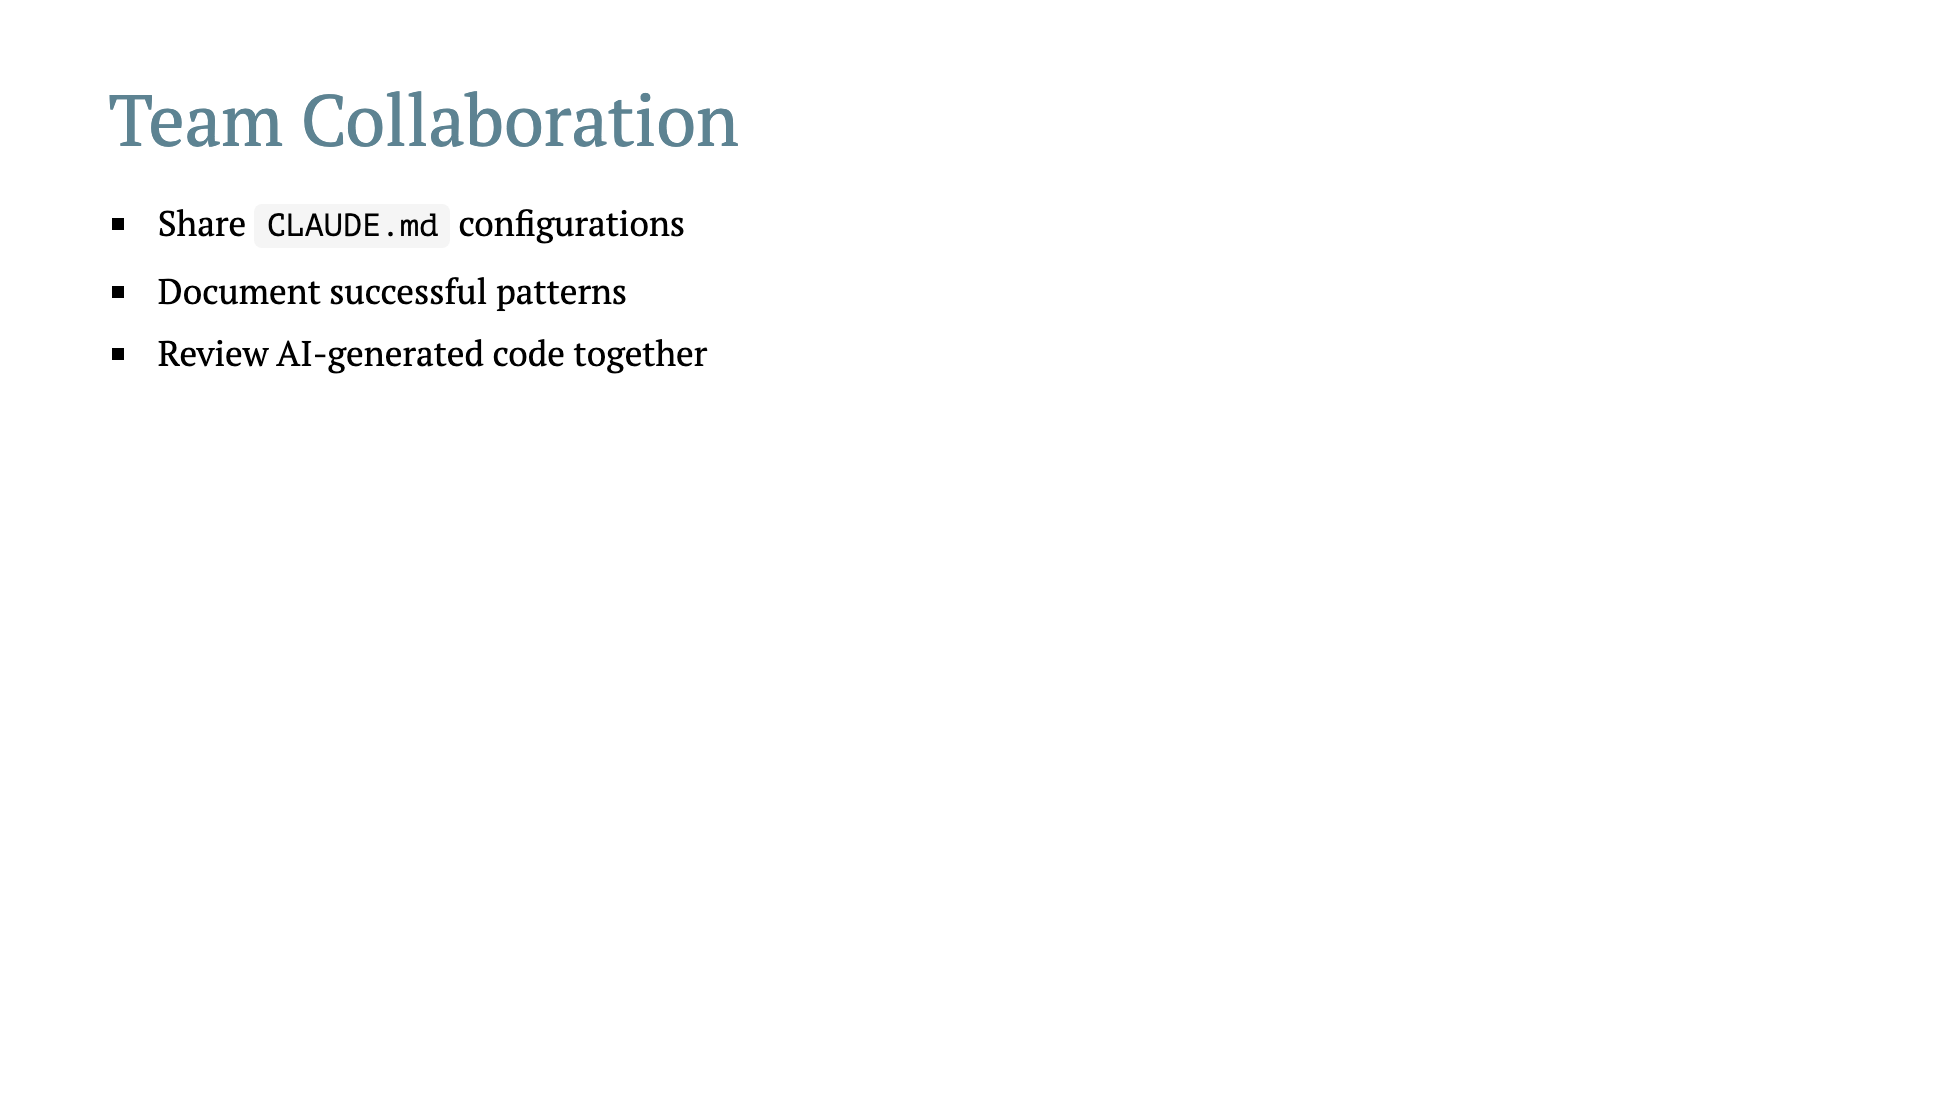 Team Collaboration
Share CLAUDE.md configurations
Document successful patterns
Review AI-generated code together